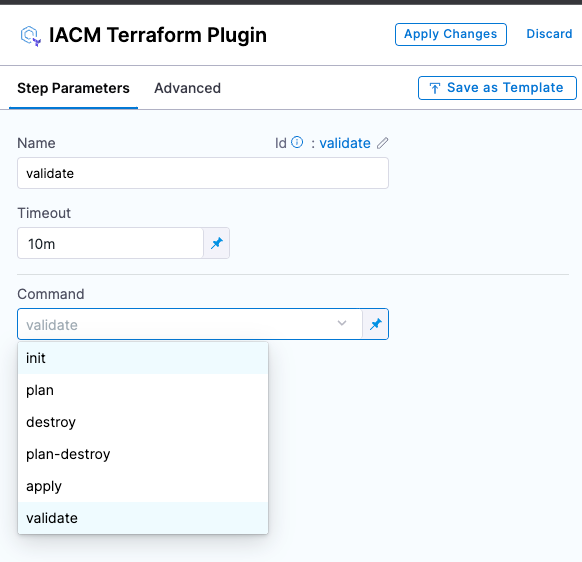 IACM Terraform Plugin
Apply Changes
Discard
Step Parameters
Advanced
Save as Template
Name
Id : validate
validate
Timeout
10m
Command
validate
init
plan
destroy
plan-destroy
apply
validate